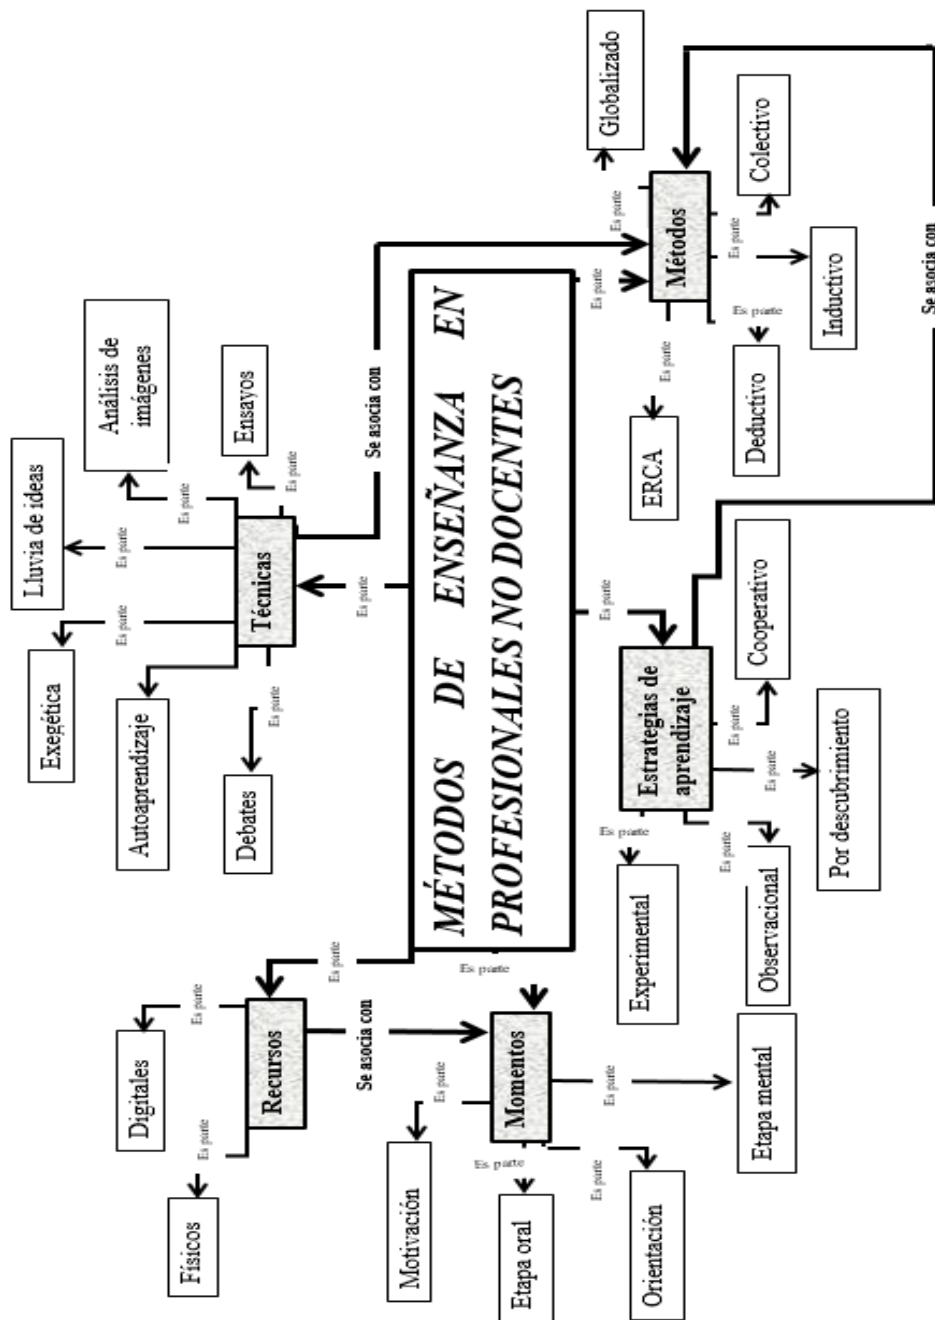 Lluvia de ideas
Exegética
Análisis de
imágenes
Autoaprendizaje
Digitales
Físicos
Es parte
Es parte
Es parte
Es parte
Es parte
Debates
Ensayos
Es parte
Es parte
Técnicas
Recursos
Es parte
Es parte
Se asocia con
Se asocia con
Motivación
Es parte
Es parte
Es parte
MÉTODOS DE ENSEÑANZA EN
PROFESIONALES NO DOCENTES
Momentos
Etapa oral
Es parte
Es parte
Es parte
Globalizado
Es parte
Es parte
Es parte
Orientación
Experimental
ERCA
Es parte
Métodos
Estrategias de
aprendizaje
Es parte
Es parte
Es parte
Es parte
Etapa mental
Observacional
Cooperativo
Deductivo
Colectivo
Es parte
Por descubrimiento
Inductivo
Se asocia con